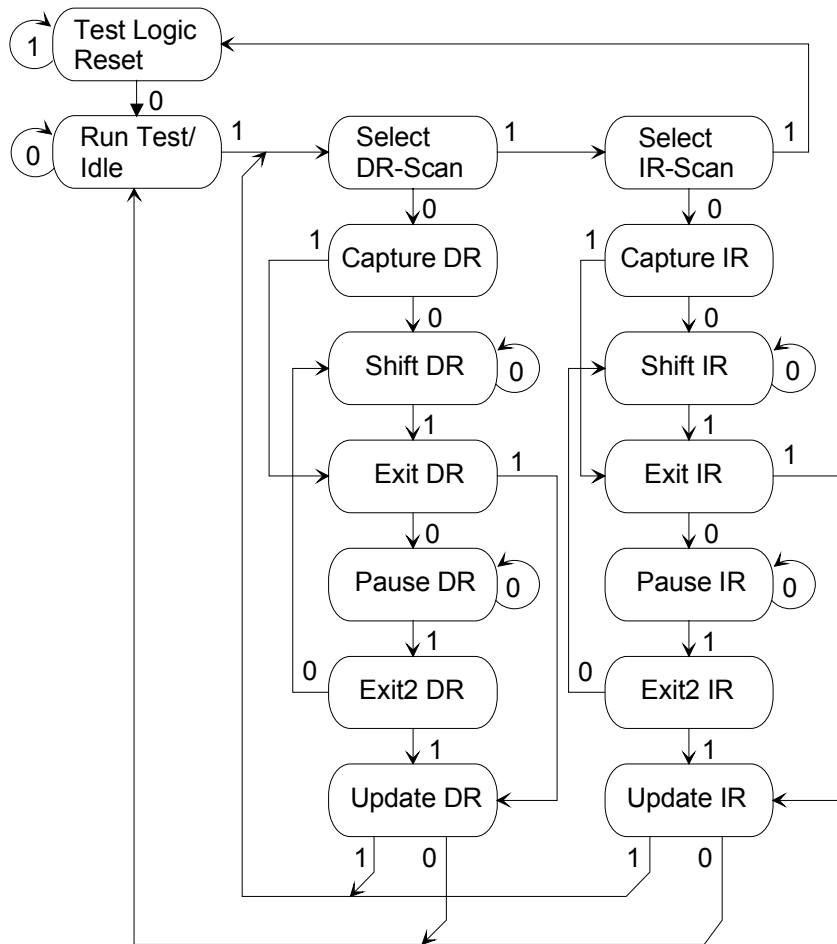 Test Logic
Reset
1
0
Run Test/
Idle
0
1
Select
DR-Scan
1
Select
IR-Scan
1
0
0
1
Capture DR
1
Capture IR
0
0
Shift DR
0
Shift IR
0
1
1
Exit DR
1
Exit IR
1
0
0
Pause DR
0
Pause IR
0
1
1
0
Exit2 DR
0
Exit2 IR
1
1
Update DR
Update IR
1
0
1
0